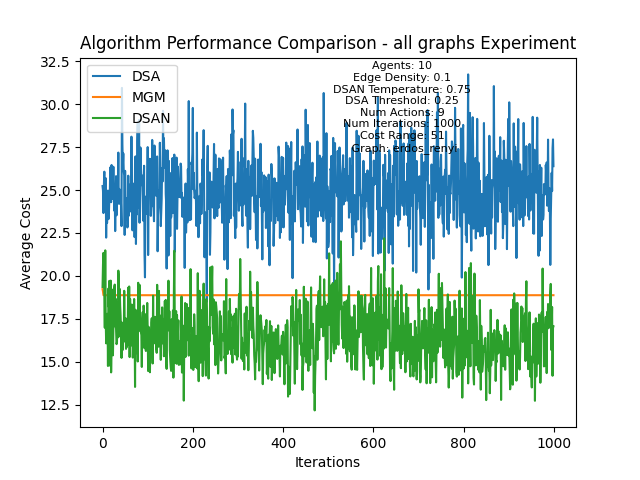 Algorithm Performance Comparison - all graphs Experiment
DSA
MGM
DSAN
Agents: 10
Edge Density: 0.1
DSAN Temperature: 0.75
DSA Threshold: 0.25
Num Actions: 9
Num Iterations: 1000
Cost Range: 51
Graph: erdos_renyi
32.5
30.0
27.5
25.0
22.5
20.0
17.5
15.0
12.5
Average Cost
0 200 400 600 800 1000
Iterations